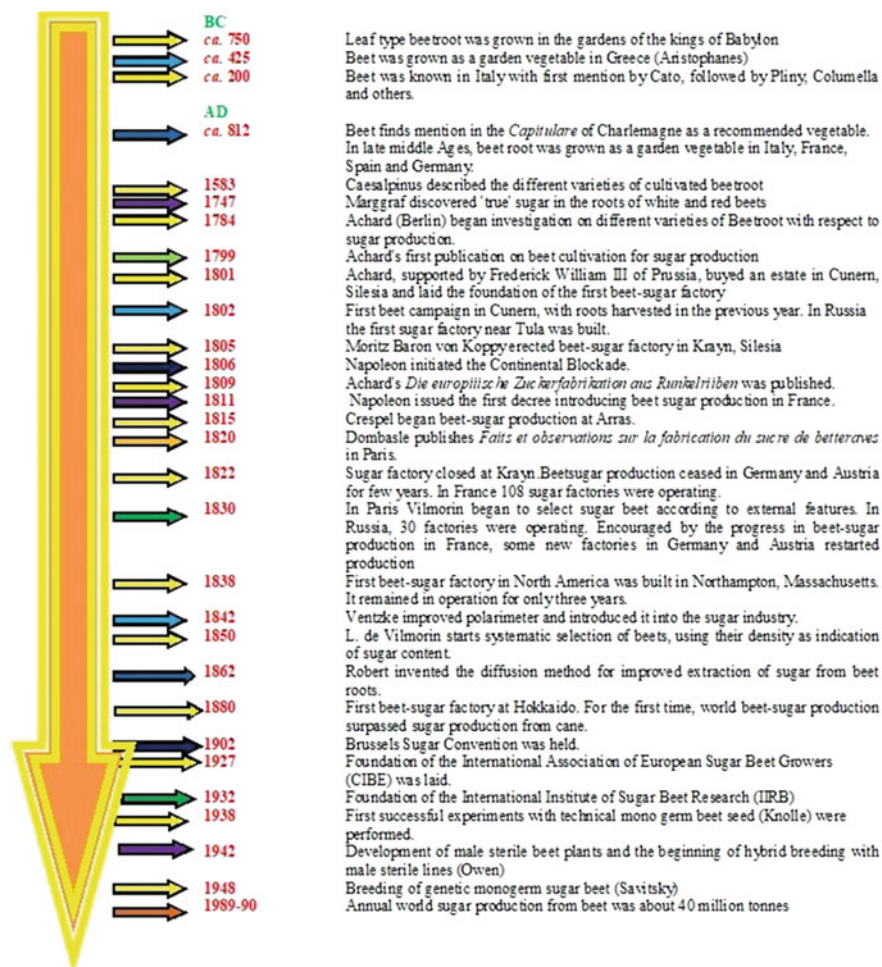 BC
ca. 750 Leaf type beetroot was grown in the gardens of the kings of Babylon
ca. 425 Beet was grown as a garden vegetable in Greece (Aristophanes)
ca. 200 Beet was known in Italy with first mention by Cato, followed by Pliny, Columella
and others.
AD
ca. 812 Beet finds mention in the Capitulare of Charlemagne as a recommended vegetable.
In late middle Ages, beet root was grown as a garden vegetable in Italy, France,
Spain and Germany.
1583 Caesalpinus described the different varieties of cultivated beetroot
1747 Marggraf discovered 'true' sugar in the roots of white and red beets
1784 Achard (Berlin) began investigation on different varieties of Beetroot with respect to
sugar production.
1799 Achard's first publication on beet cultivation for sugar production
1801 Achard, supported by Frederick William III of Prussia, buyed an estate in Cunern,
Silesia and laid the foundation of the first beet-sugar factory
1802 First beet campaign in Cunern, with roots harvested in the previous year. In Russia
the first sugar factory near Tula was built.
1805 Moritz Baron von Koppy erected beet-sugar factory in Krayn, Silesia
1806 Napoleon initiated the Continental Blockade.
1809 Achard's Die europiiische Zuckerfabrikation aus Runkelriiben was published.
1811 Napoleon issued the first decree introducing beet sugar production in France.
1815 Crespel began beet-sugar production at Arras.
1820 Dombasle publishes Faits et observations sur la fabrication du sucre de betteraves
in Paris.
1822 Sugar factory closed at Krayn.Beetsugar production ceased in Germany and Austria
for few years. In France 108 sugar factories were operating.
1830 In Paris Vilmorin began to select sugar beet according to external features. In
Russia, 30 factories were operating. Encouraged by the progress in beet-sugar
production in France, some new factories in Germany and Austria restarted
production
1838 First beet-sugar factory in North America was built in Northampton, Massachusetts.
It remained in operation for only three years.
1842 Ventzke improved polarimeter and introduced it into the sugar industry.
1850 L. de Vilmorin starts systematic selection of beets, using their density as indication
of sugar content.
1862 Robert invented the diffusion method for improved extraction of sugar from beet
roots.
1880 First beet-sugar factory at Hokkaido. For the first time, world beet-sugar production
surpassed sugar production from cane.
1902 Brussels Sugar Convention was held.
1927 Foundation of the International Association of European Sugar Beet Growers
(CIBE) was laid.
1932 Foundation of the International Institute of Sugar Beet Research (IIRB)
1938 First successful experiments with technical mono germ beet seed (Knolle) were
performed.
1942 Development of male sterile beet plants and the beginning of hybrid breeding with
male sterile lines (Owen)
1948 Breeding of genetic monogerm sugar beet (Savitsky)
1989-90 Annual world sugar production from beet was about 40 million tonnes